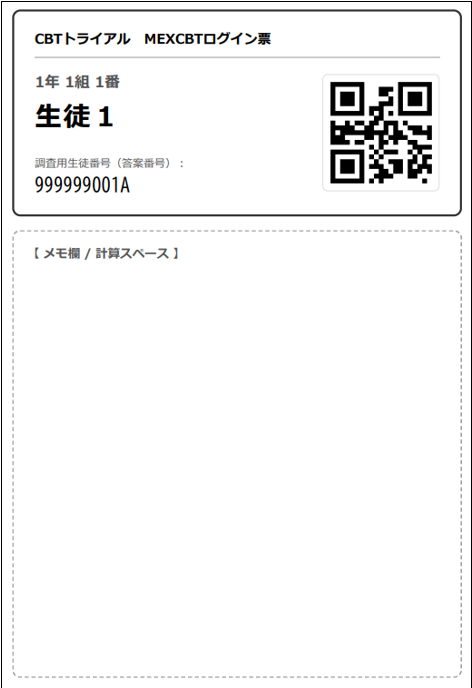 CBTトライアル　MEXCBTログイン票
1年 1組 1番
生徒 1
調査用生徒番号（答案番号）：
999999001A
【 メモ欄 / 計算スペース 】